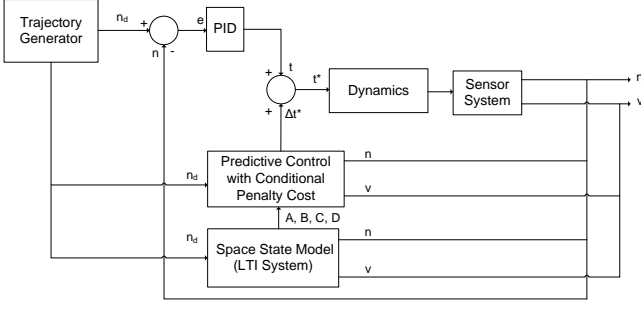 Trajectory
Generator
n_d
+
n
-
e
PID
t
+
+
t*
Δt*
Dynamics
Sensor
System
n
v
n_d
Predictive Control
with Conditional
Penalty Cost
n
v
A, B, C, D
n_d
Space State Model
(LTI System)
n
v